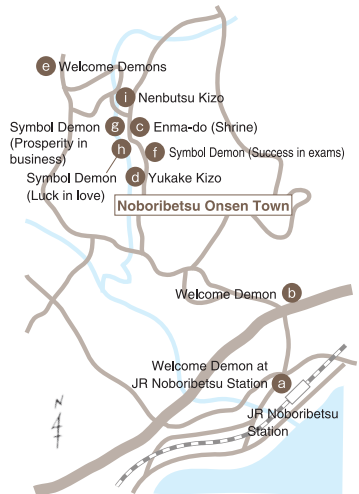 e Welcome Demons
i Nenbutsu Kizo
Symbol Demon
(Prosperity in
business)
g
c Enma-do (Shrine)
h
f Symbol Demon (Success in exams)
Symbol Demon
(Luck in love)
d Yukake Kizo
Noboribetsu Onsen Town
Welcome Demon b
Welcome Demon at
JR Noboribetsu Station a
JR Noboribetsu
Station
N